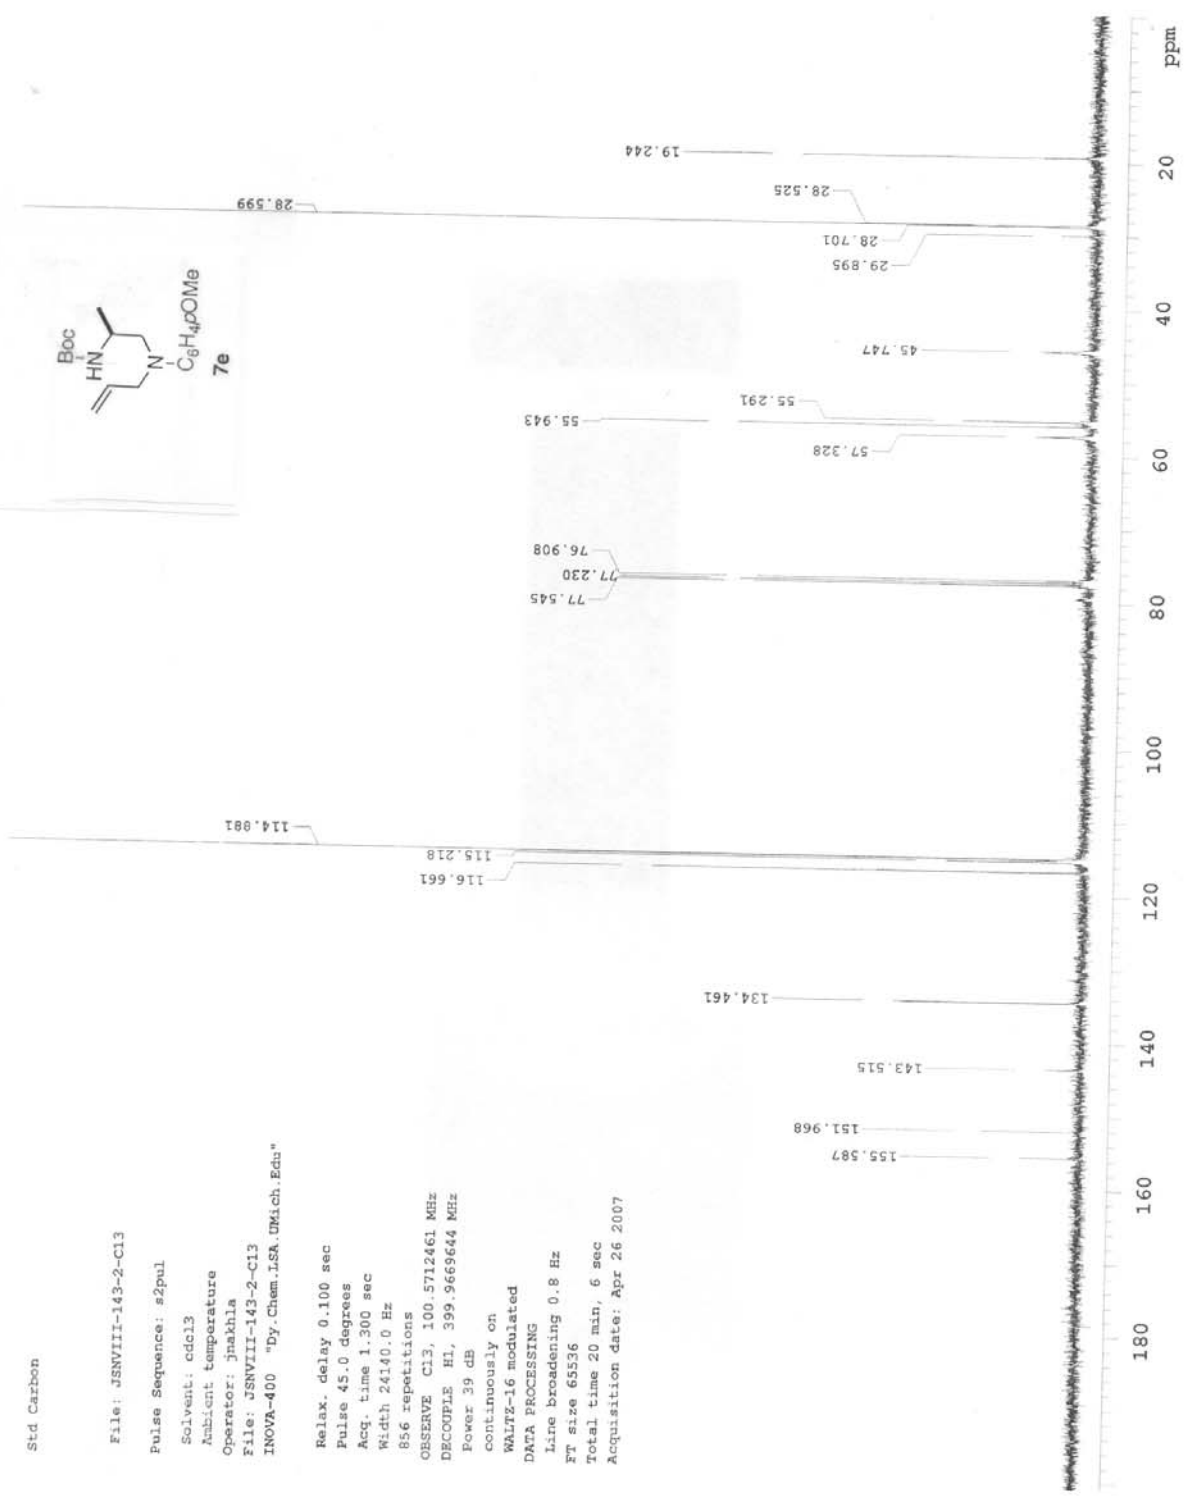 Std Carbon
File: JSNVIII-143-2-C13
Pulse Sequence: s2pul
Solvent: cdcl3
Ambient temperature
Operator: jnakhla
File: JSNVIII-143-2-C13
INOVA-400 "Dy.Chem.LSA.UMich.Edu"
Relax. delay 0.100 sec
Pulse 45.0 degrees
Acq. time 1.300 sec
Width 24140.0 Hz
856 repetitions
OBSERVE C13, 100.5712461 MHz
DECOUPLE H1, 399.9669644 MHz
Power 39 dB
continuously on
WALTZ-16 modulated
DATA PROCESSING
Line broadening 0.8 Hz
FT size 65536
Total time 20 min, 6 sec
Acquisition date: Apr 26 2007
Boc
HN
N
C6H4pOMe
7e
155.587
151.968
143.515
134.461
116.661
115.218
114.881
77.545
77.230
76.908
57.328
55.943
55.291
45.747
29.895
28.701
28.599
28.525
19.244
180 160 140 120 100 80 60 40 20 ppm